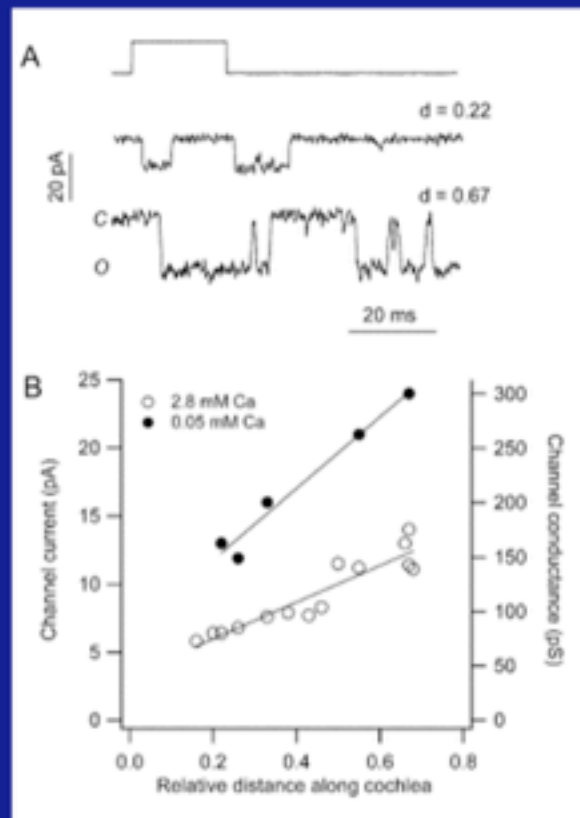 A
d = 0.22
20 pA
d = 0.67
C
O
20 ms
B
25
20
15
10
5
0
2.8 mM Ca
0.05 mM Ca
300
250
200
150
100
50
0
Channel current (pA)
Channel conductance (pS)
0.0 0.2 0.4 0.6 0.8
Relative distance along cochlea